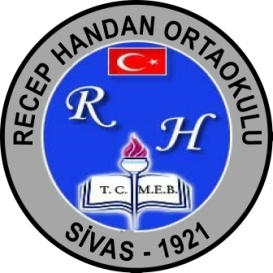 RECEP HANDAN ORTAOKULU
R H
T.C. M.E.B.
SİVAS - 1921